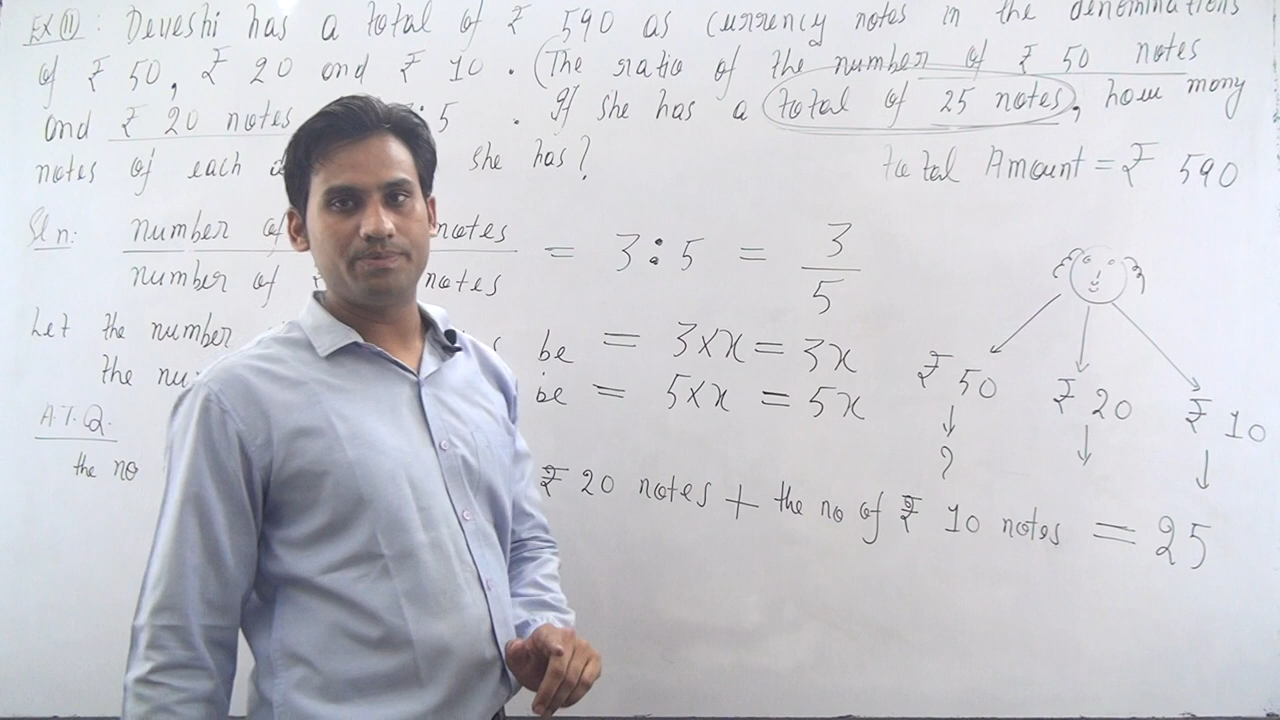 EX 11 : Deveshi has a total of ₹ 590 as currency notes in the denominations
of ₹ 50, ₹ 20 and ₹ 10 . (The ratio of the number of ₹ 50 notes
and ₹ 20 notes : 5 . If she has a total of 25 notes, how many
notes of each she has?
total Amount = ₹ 590
Sln: number of notes = 3 : 5 = 3
number of notes 5
Let the number be = 3×x = 3x
the be = 5×x = 5x
₹ 50 ₹ 20 ₹ 10
?
A.T.Q.
the no ₹ 20 notes + the no of ₹ 10 notes = 25